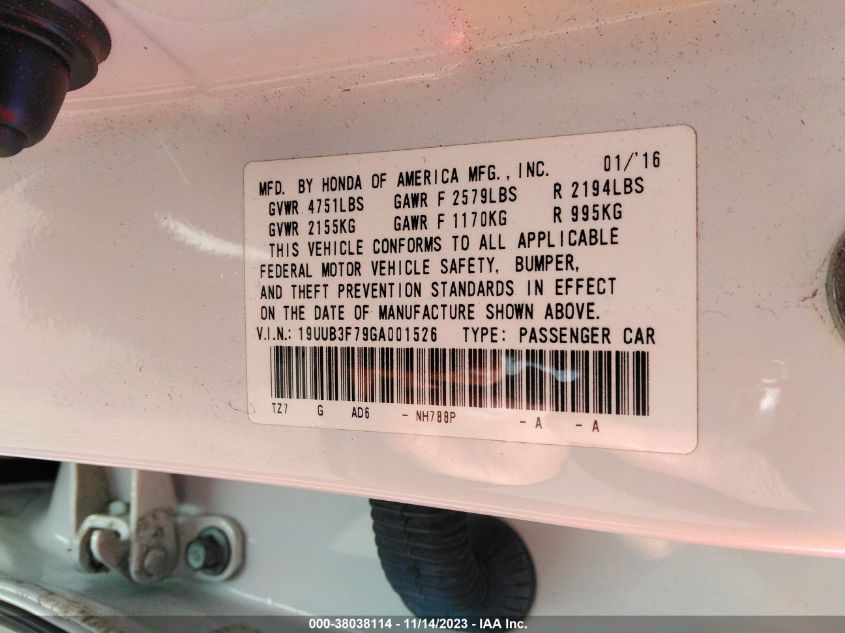 MFD. BY HONDA OF AMERICA MFG., INC. 01/'16
GVWR 4751LBS GAWR F 2579LBS R 2194LBS
GVWR 2155KG GAWR F 1170KG R 995KG
THIS VEHICLE CONFORMS TO ALL APPLICABLE
FEDERAL MOTOR VEHICLE SAFETY, BUMPER,
AND THEFT PREVENTION STANDARDS IN EFFECT
ON THE DATE OF MANUFACTURE SHOWN ABOVE.
V.I.N.: 19UUB3F79GA001526 TYPE: PASSENGER CAR
TZ7 G AD6 - NH788P - A - A
000-38038114 - 11/14/2023 - IAA Inc.